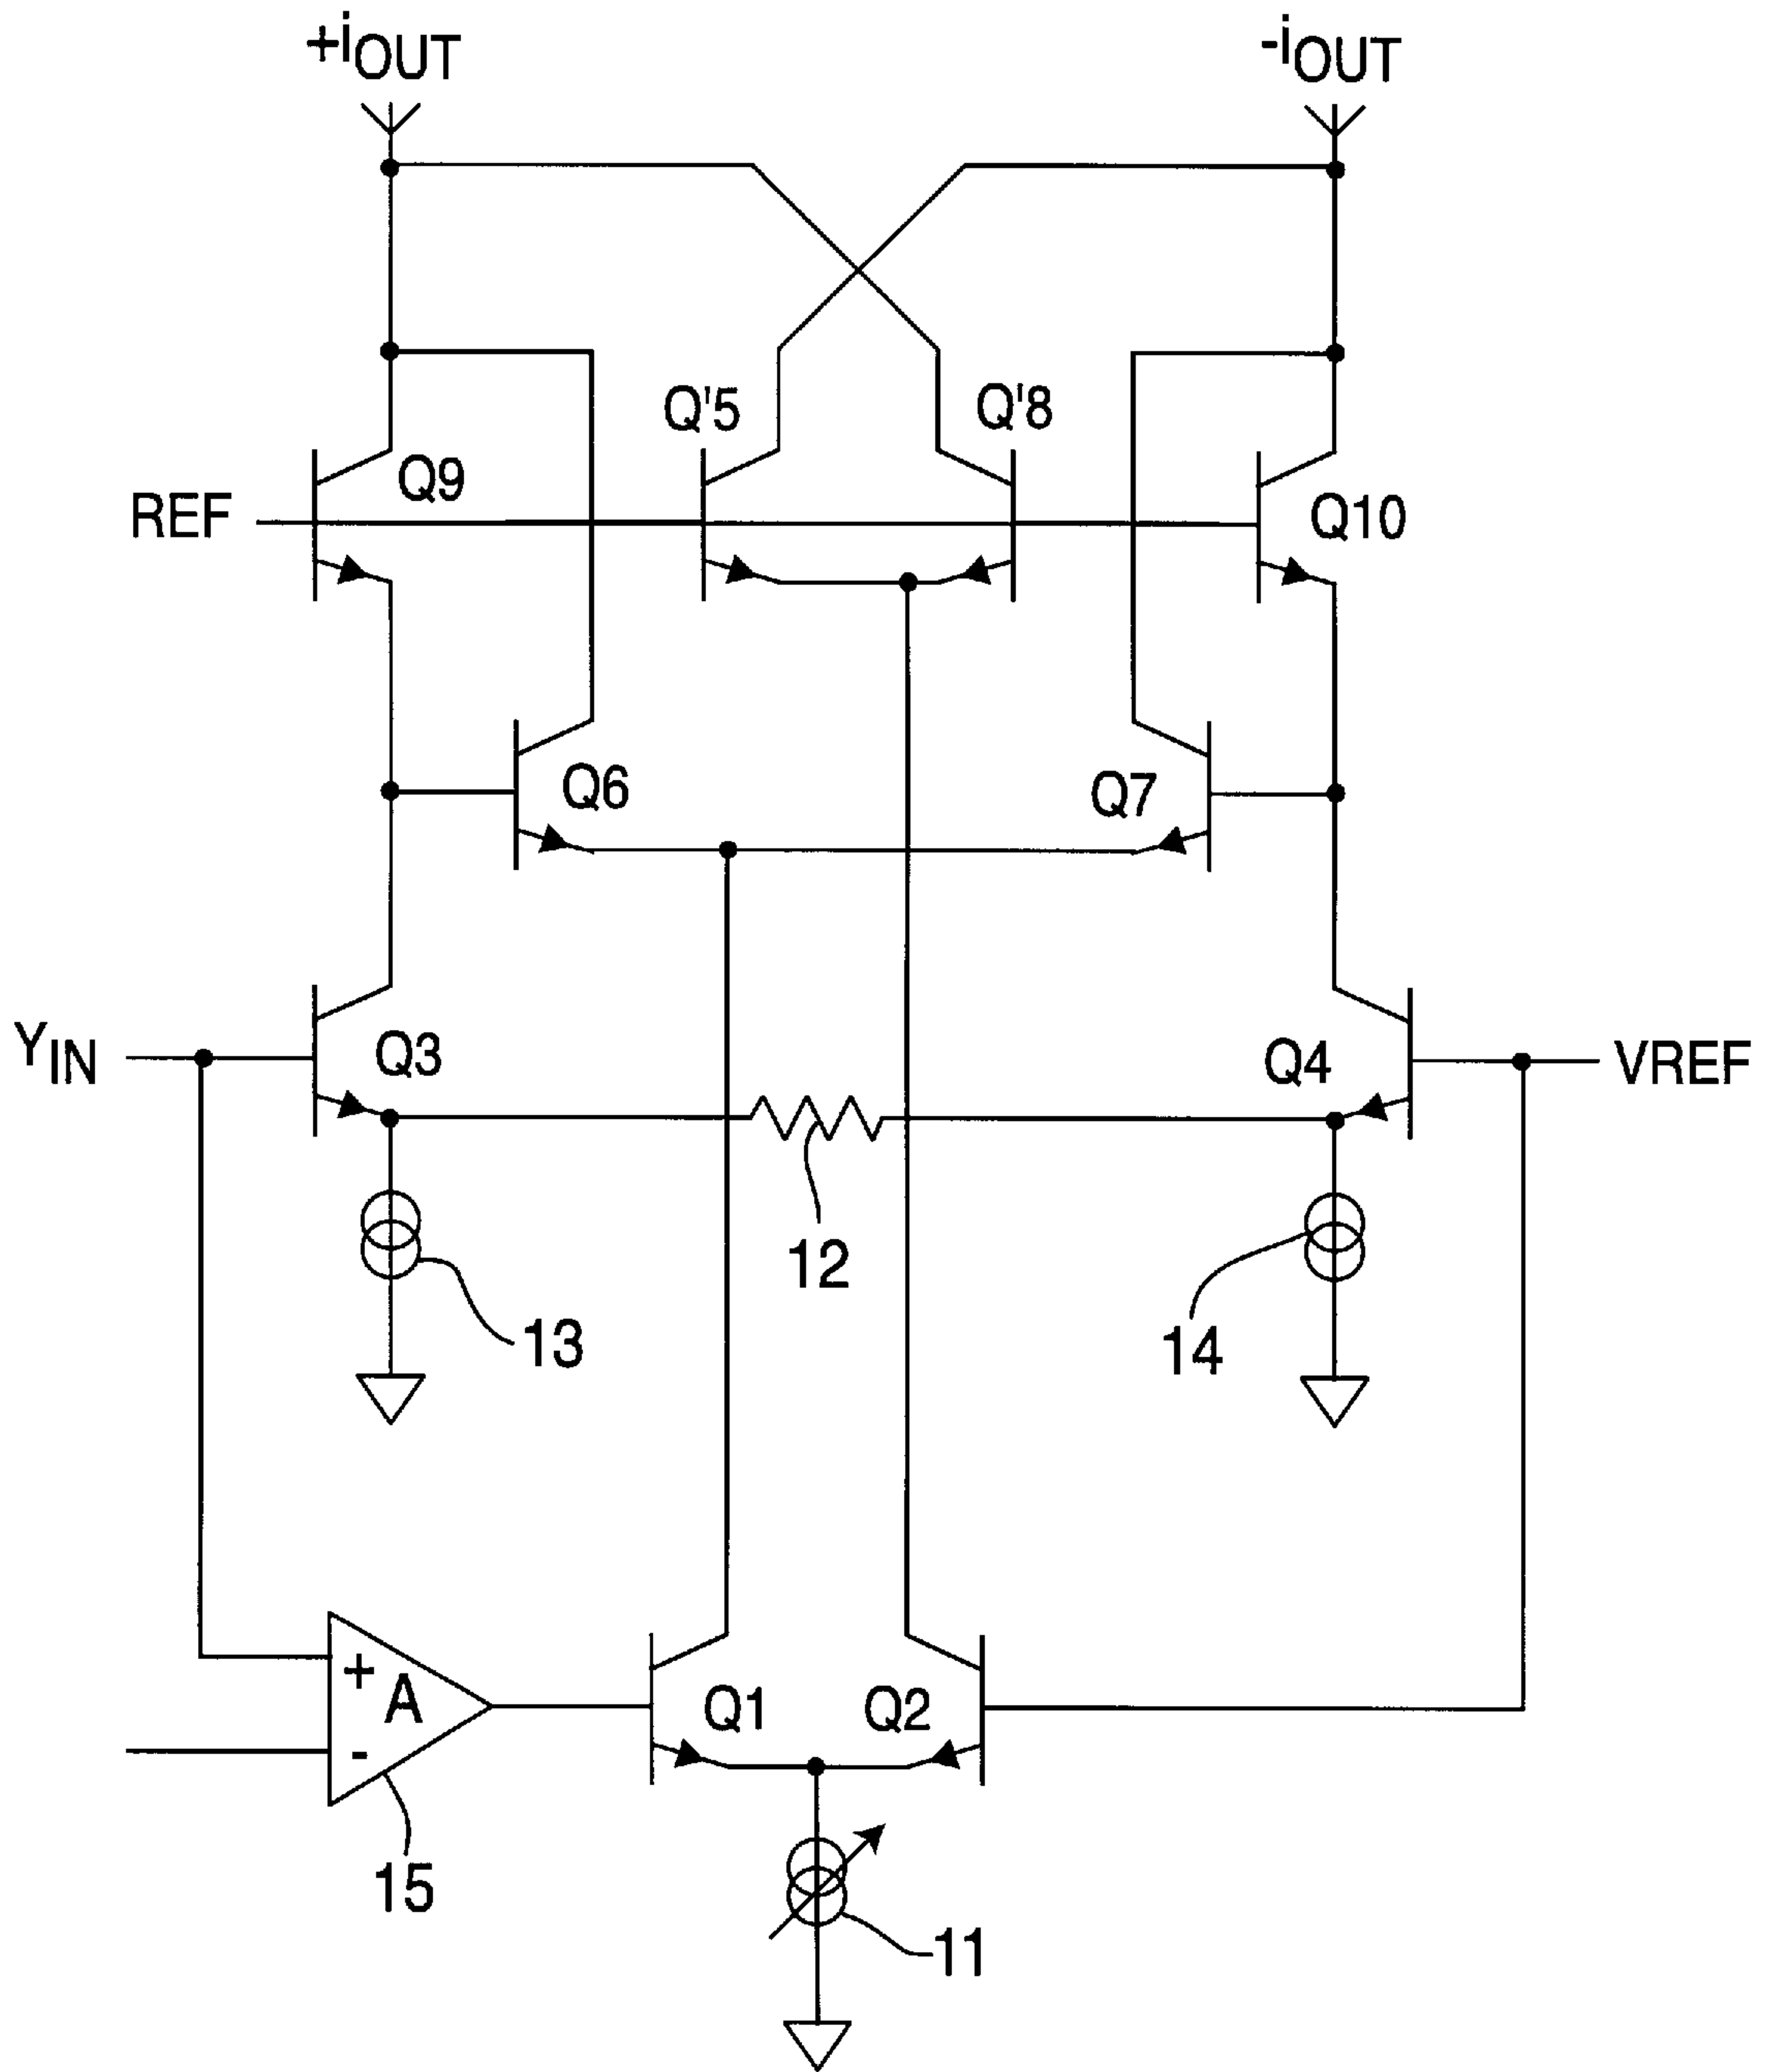 +iOUT
-iOUT
Q'5
Q'8
Q9
Q10
REF
Q6
Q7
YIN
Q3
Q4
VREF
12
13
14
+
A
-
Q1
Q2
15
11